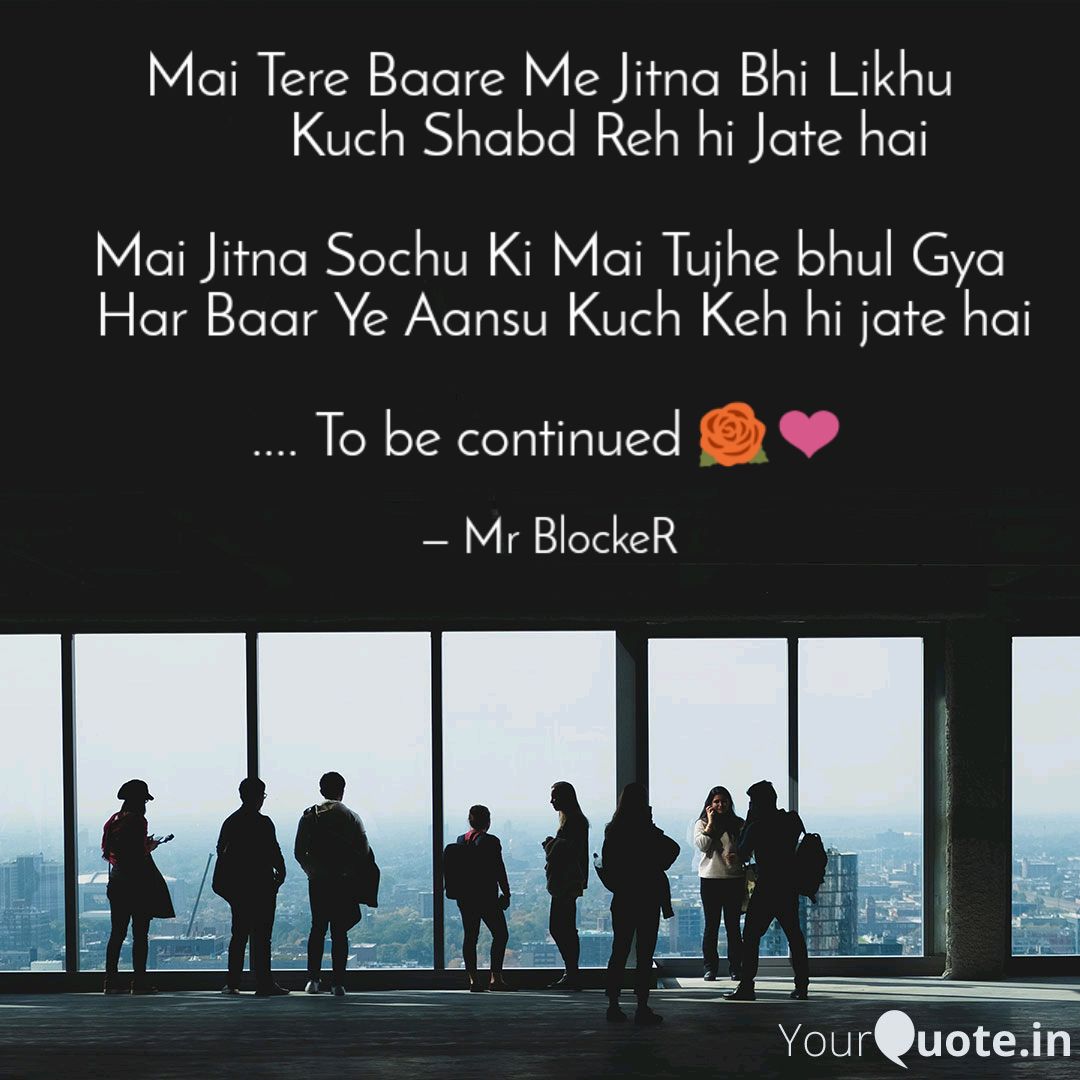 Mai Tere Baare Me Jitna Bhi Likhu
Kuch Shabd Reh hi Jate hai
Mai Jitna Sochu Ki Mai Tujhe bhul Gya
Har Baar Ye Aansu Kuch Keh hi jate hai
.... To be continued 🌹❤
– Mr BlockeR
YourQuote.in